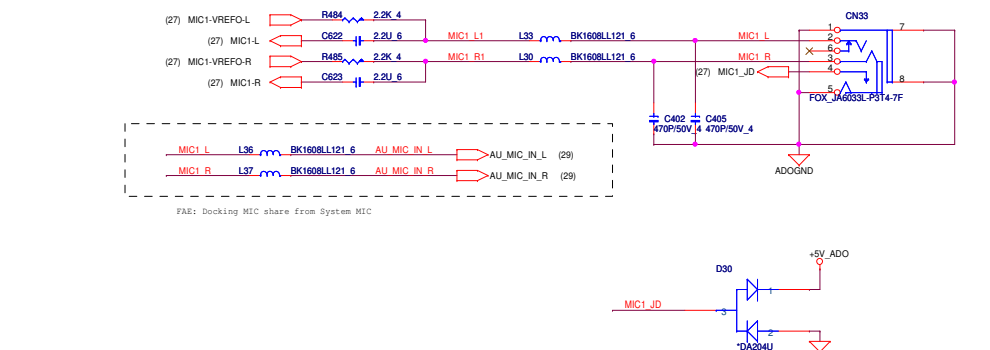 CN33
(27) MIC1-VREFO-L R484 2.2K_4
1 7
(27) MIC1-L C622 2.2U_6 MIC1_L1 L33 BK1608LL121_6 MIC1_L 2
6
(27) MIC1-VREFO-R R485 2.2K_4 MIC1_R1 L30 BK1608LL121_6 MIC1_R 3
(27) MIC1_JD 4
(27) MIC1-R C623 2.2U_6
8
5
FOX_JA6033L-P3T4-7F
C402 C405
470P/50V_4 470P/50V_4
MIC1_L L36 BK1608LL121_6 AU_MIC_IN_L AU_MIC_IN_L (29)
MIC1_R L37 BK1608LL121_6 AU_MIC_IN_R AU_MIC_IN_R (29)
ADOGND
FAE: Docking MIC share from System MIC
+5V_ADO
D30
1
MIC1_JD 3
2
*DA204U